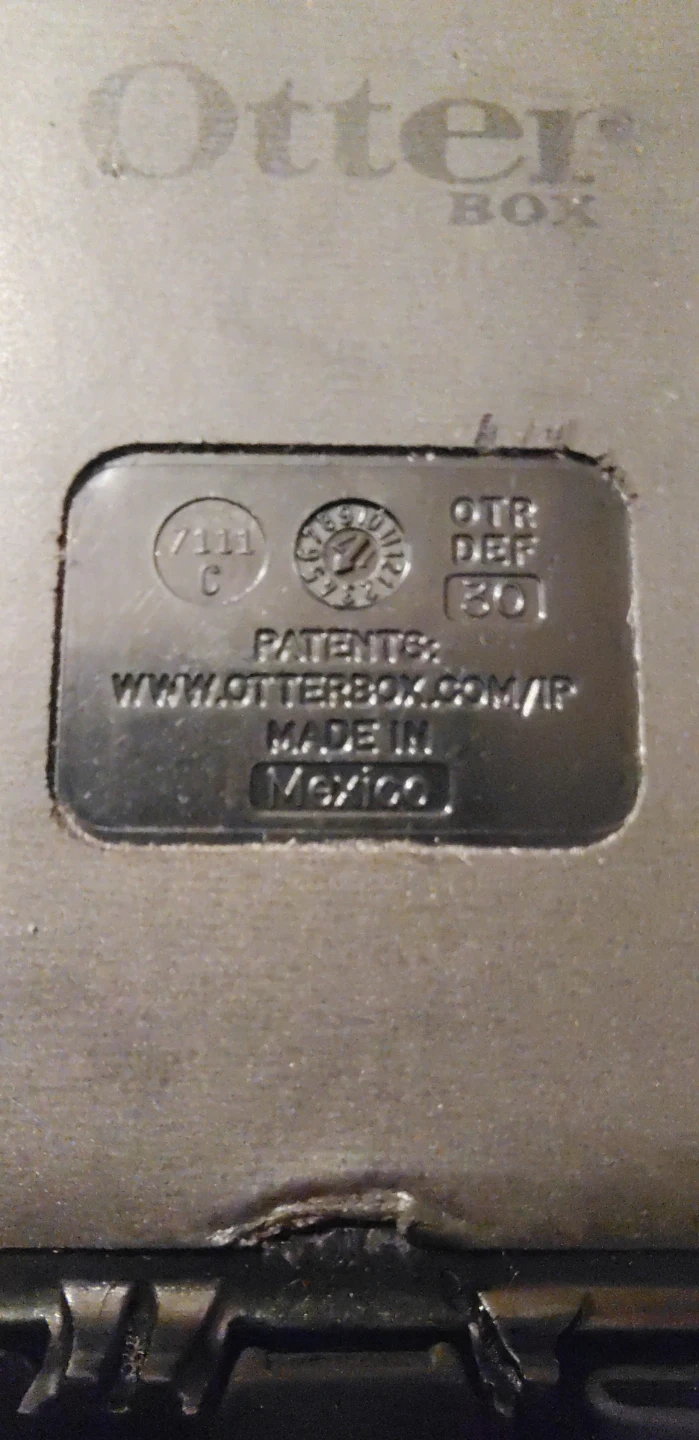 Otter
BOX
7111
C
OTR
DEF
30
PATENTS:
WWW.OTTERBOX.COM/IP
MADE IN
Mexico